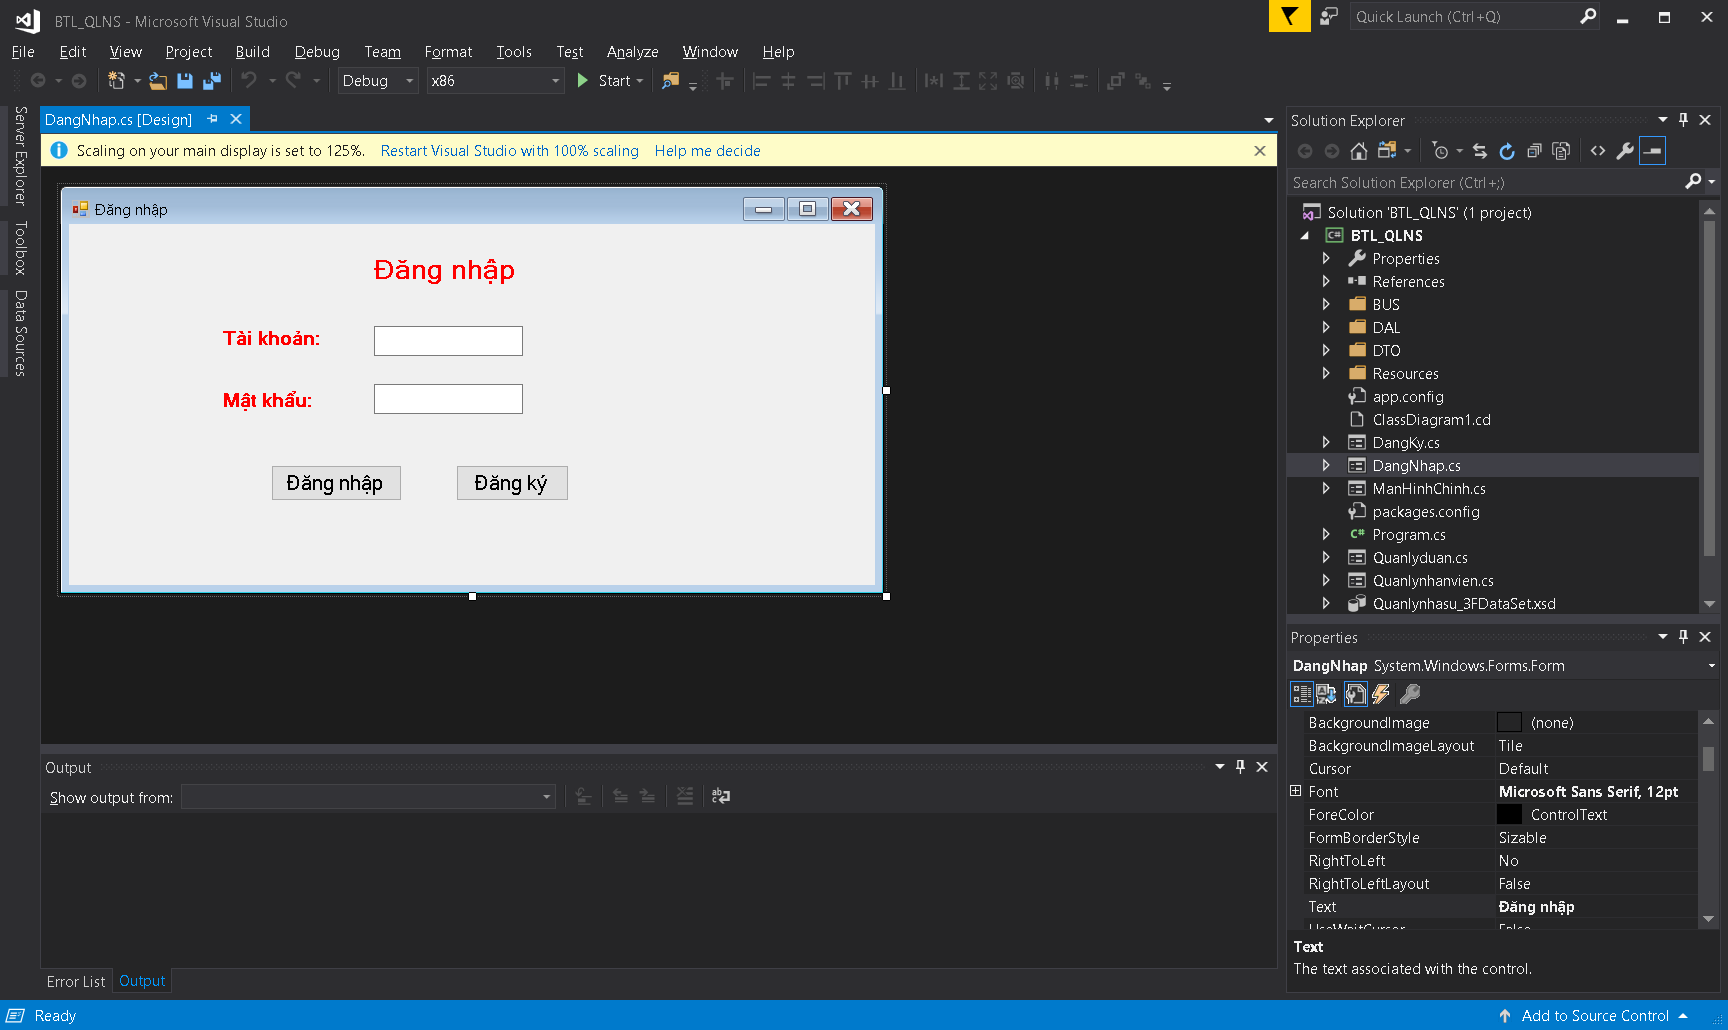 BTL_QLNS - Microsoft Visual Studio
Quick Launch (Ctrl+Q)
File Edit View Project Build Debug Team Format Tools Test Analyze Window Help
Debug x86 Start
Server Explorer
Toolbox
Data Sources
DangNhap.cs [Design]
Scaling on your main display is set to 125%. Restart Visual Studio with 100% scaling Help me decide
Đăng nhập
Đăng nhập
Tài khoản:
Mật khẩu:
Đăng nhập Đăng ký
Output
Show output from:
Error List Output
Solution Explorer
Search Solution Explorer (Ctrl+;)
Solution 'BTL_QLNS' (1 project)
BTL_QLNS
Properties
References
BUS
DAL
DTO
Resources
app.config
ClassDiagram1.cd
DangKy.cs
DangNhap.cs
ManHinhChinh.cs
packages.config
Program.cs
Quanlyduan.cs
Quanlynhanvien.cs
Quanlynhasu_3FDataSet.xsd
Properties
DangNhap System.Windows.Forms.Form
BackgroundImage (none)
BackgroundImageLayout Tile
Cursor Default
Font Microsoft Sans Serif, 12pt
ForeColor ControlText
FormBorderStyle Sizable
RightToLeft No
RightToLeftLayout False
Text Đăng nhập
UseWaitCursor False
Text
The text associated with the control.
Ready
Add to Source Control